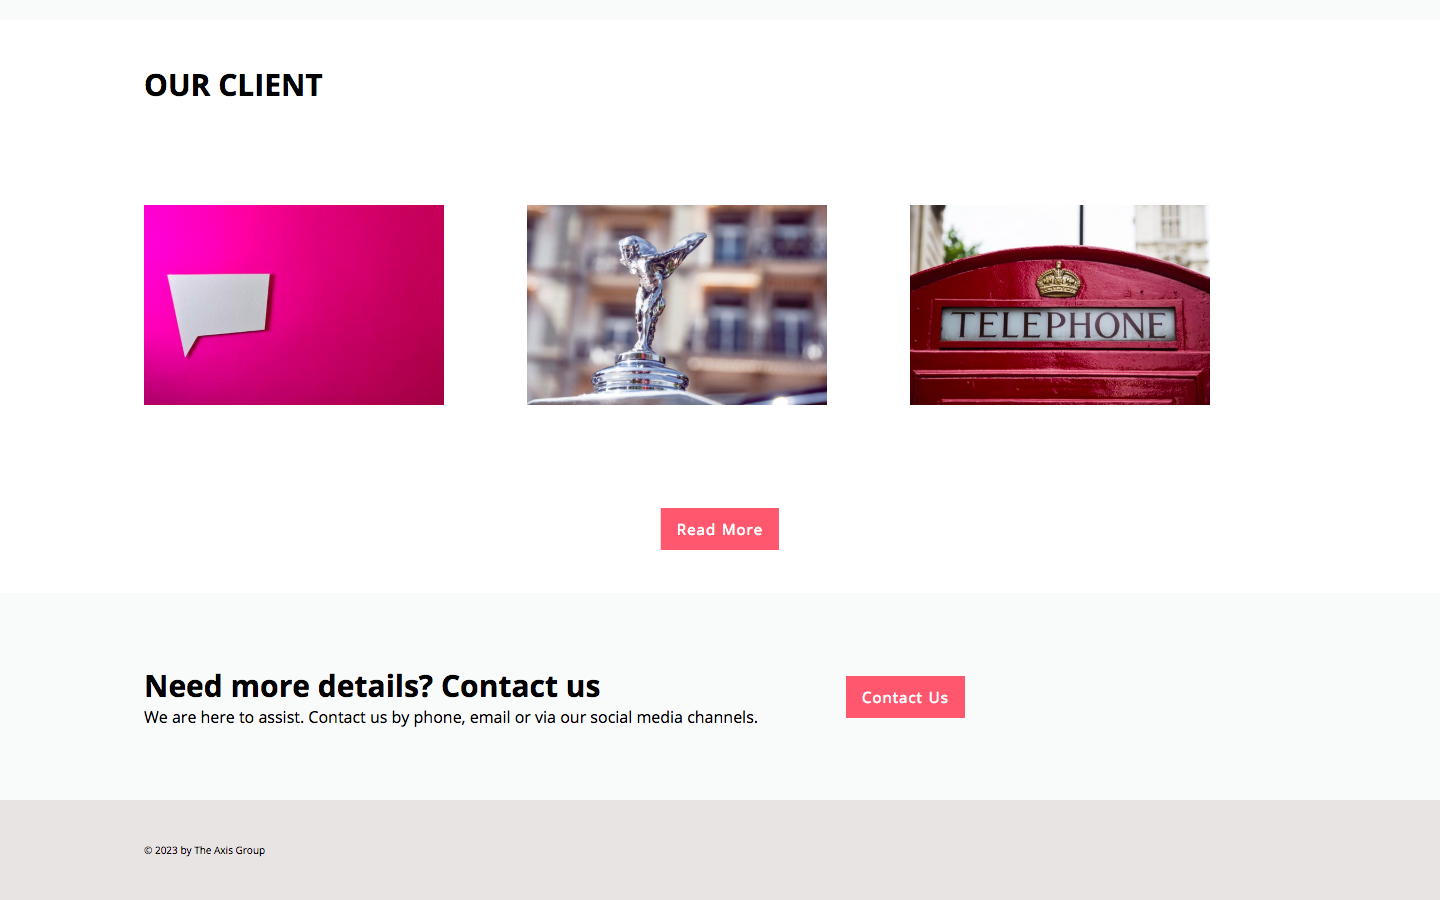 OUR CLIENT
TELEPHONE
Read More
Need more details? Contact us
We are here to assist. Contact us by phone, email or via our social media channels.
Contact Us
© 2023 by The Axis Group